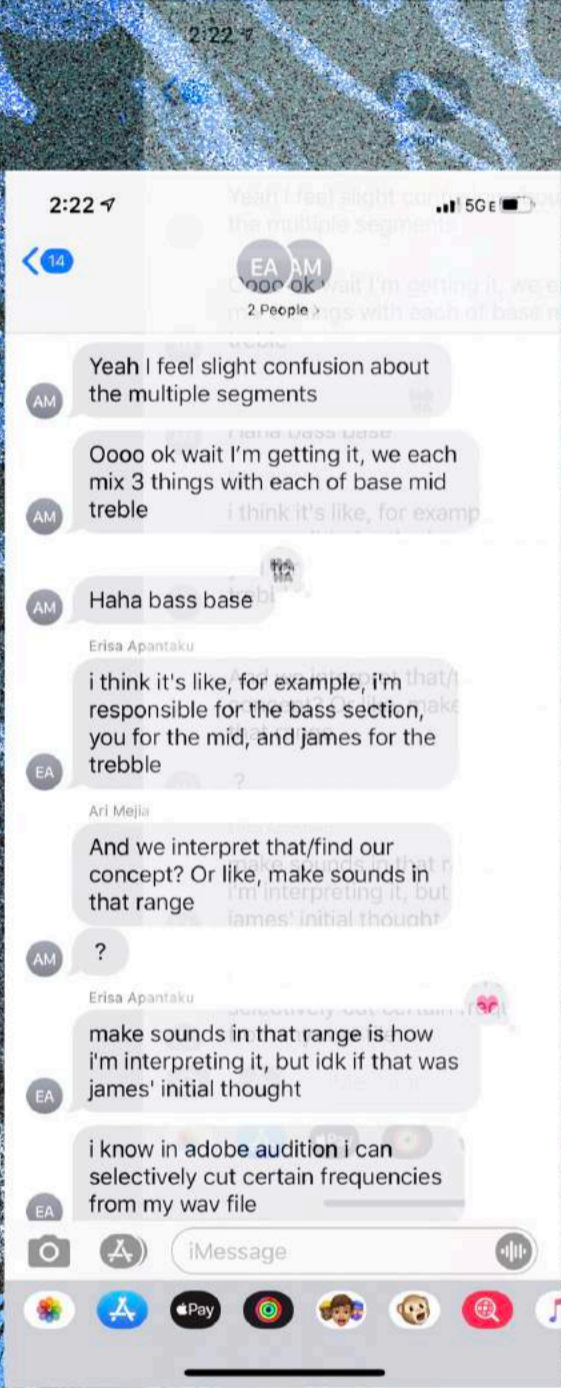 2:22
2:22
5G E
14
EA AM
2 People >
Yeah I feel slight confusion about
the multiple segments
AM
Oooo ok wait I'm getting it, we each
mix 3 things with each of base mid
treble
AM
HA
HA
Haha bass base
AM
Erisa Apantaku
i think it's like, for example, i'm
responsible for the bass section,
you for the mid, and james for the
trebble
EA
Ari Mejia
And we interpret that/find our
concept? Or like, make sounds in
that range
?
AM
Erisa Apantaku
make sounds in that range is how
i'm interpreting it, but idk if that was
james' initial thought
EA
i know in adobe audition i can
selectively cut certain frequencies
from my wav file
EA
iMessage
Pay